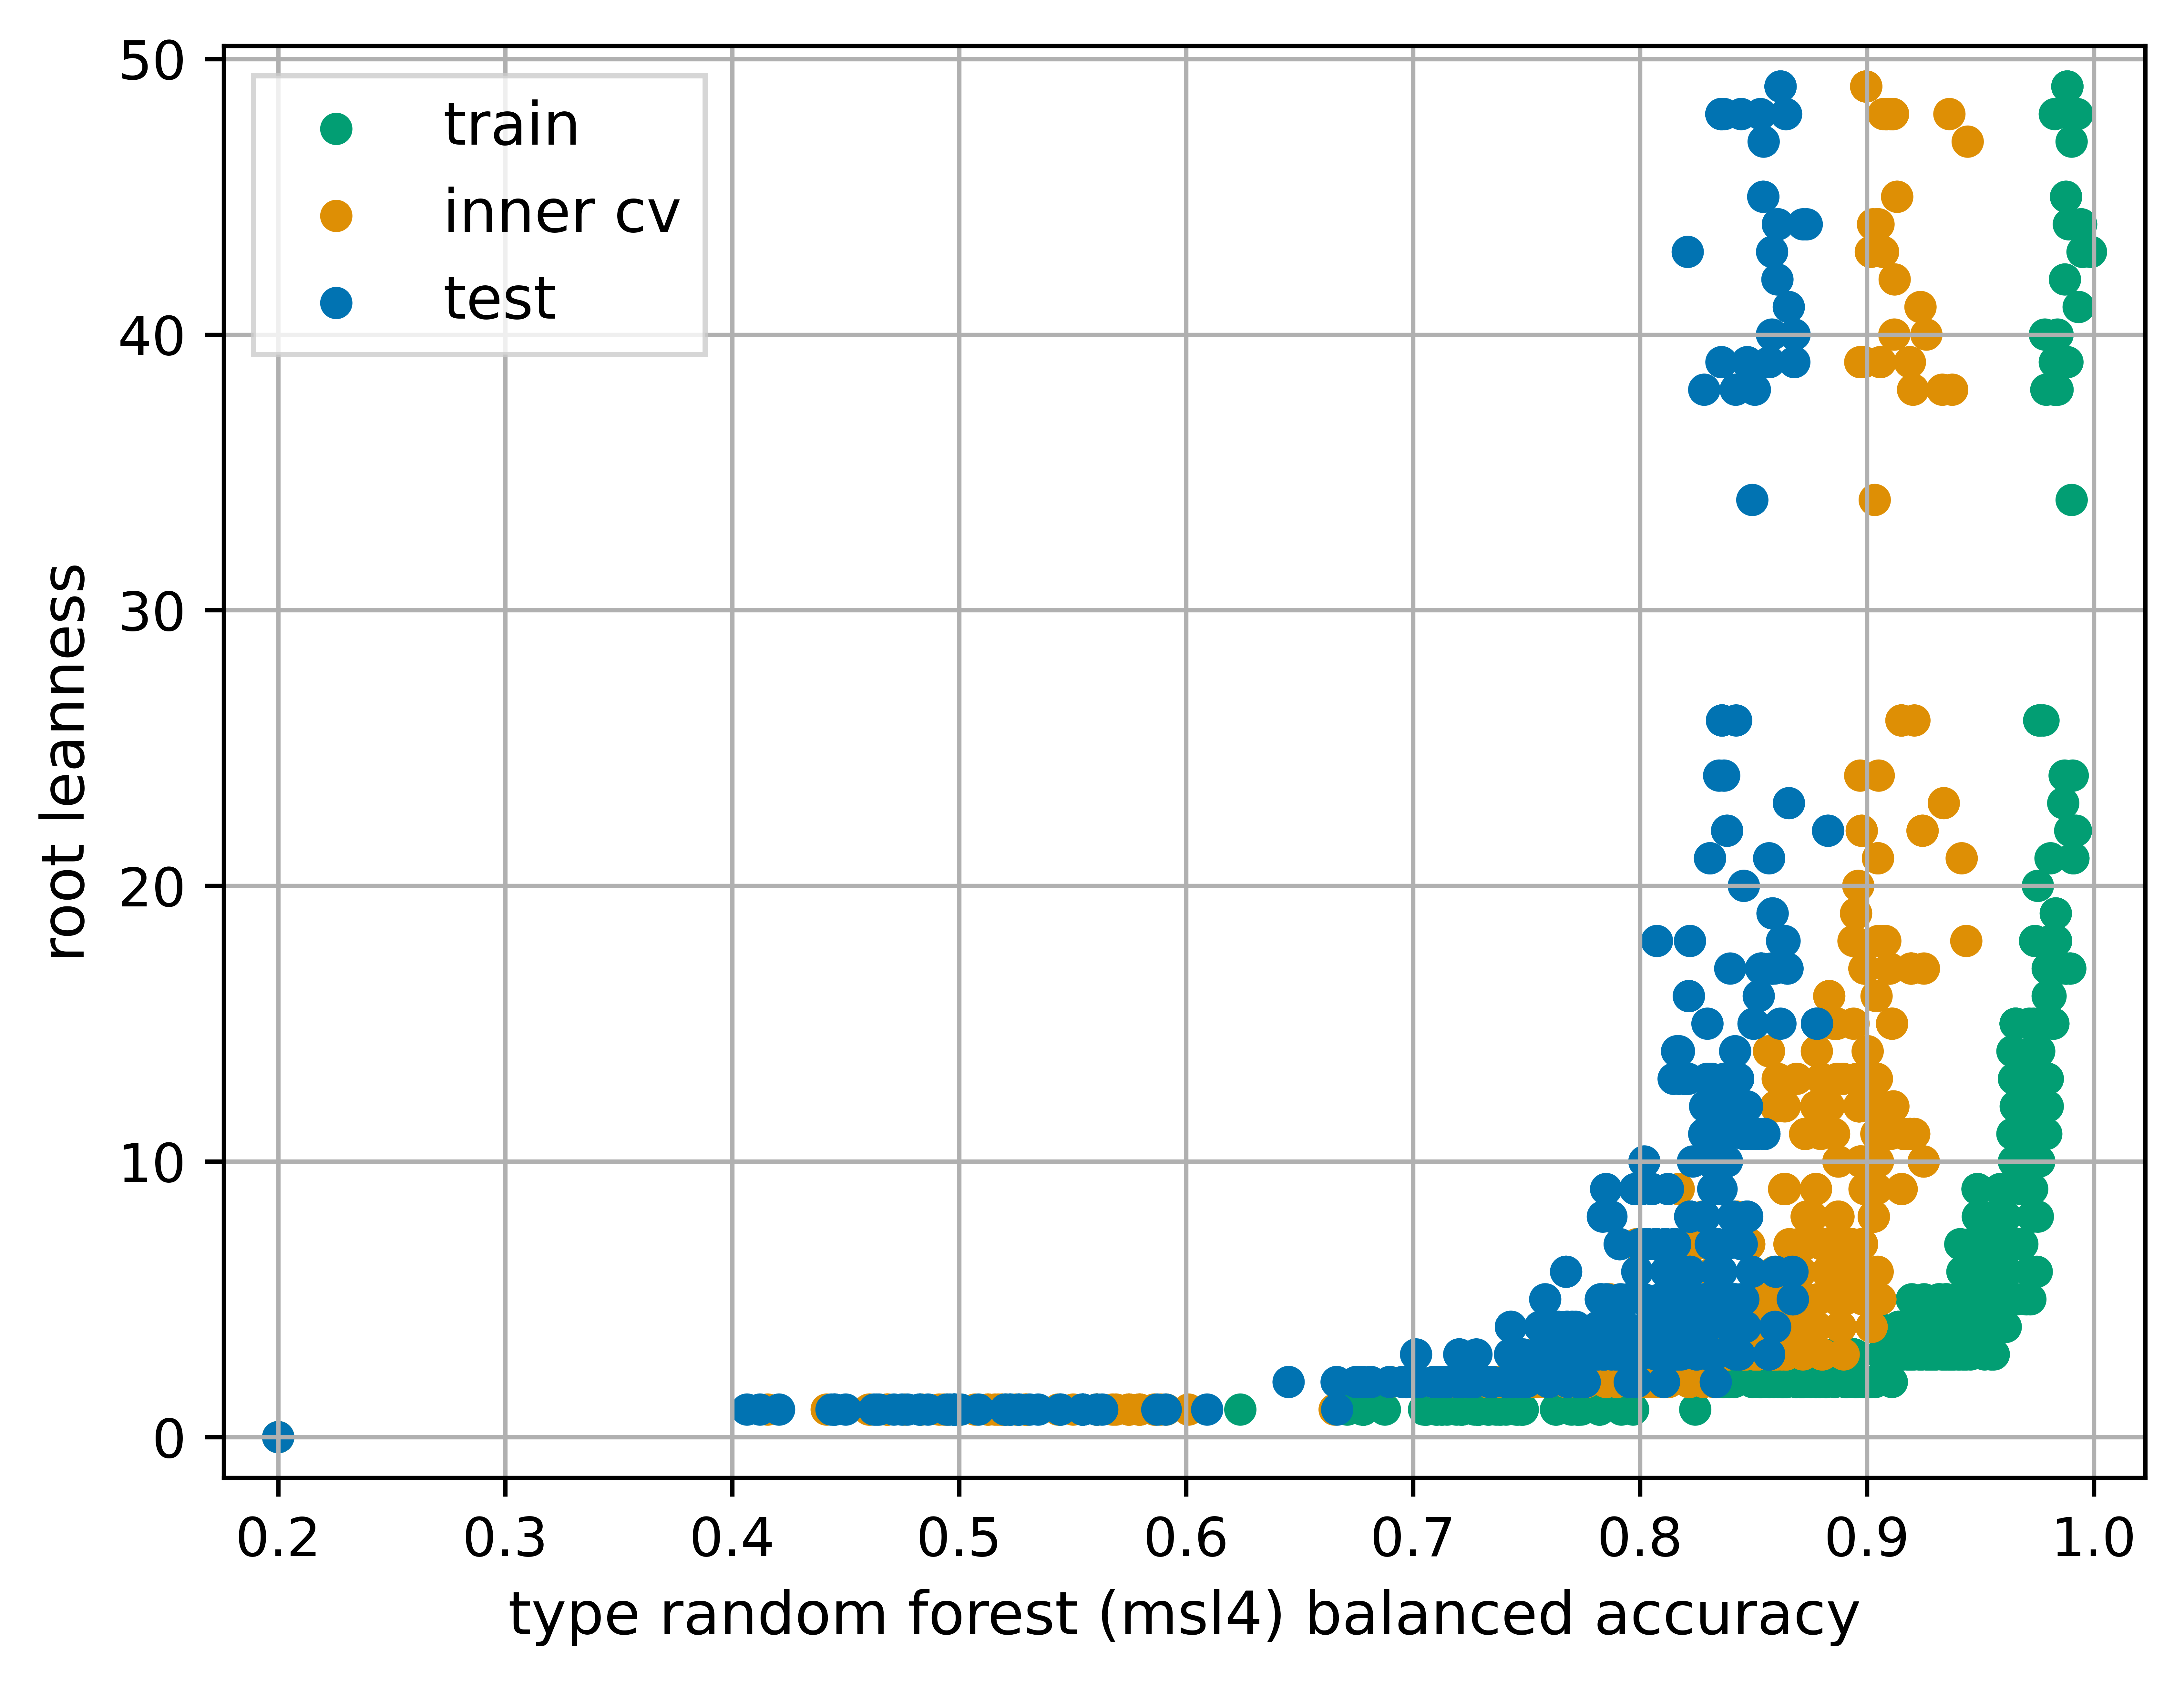 50
40
30
20
10
0
root leanness
train
inner cv
test
0.2 0.3 0.4 0.5 0.6 0.7 0.8 0.9 1.0
type random forest (msl4) balanced accuracy